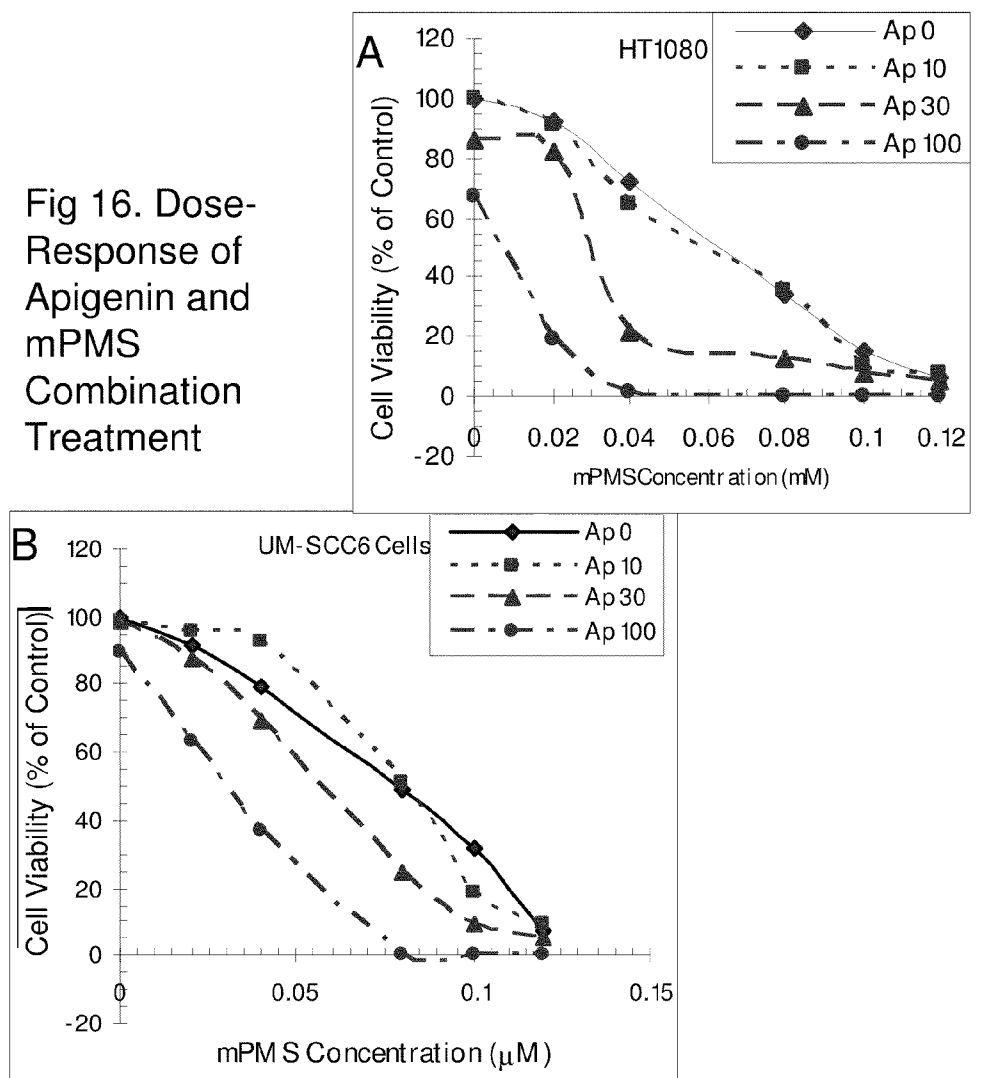 Fig 16. Dose-
Response of
Apigenin and
mPMS
Combination
Treatment
A
HT1080
Ap 0
Ap 10
Ap 30
Ap 100
Cell Viability (% of Control)
120
100
80
60
40
20
0
-20
0 0.02 0.04 0.06 0.08 0.1 0.12
mPMSConcentration (mM)
B
UM-SCC6 Cells
Ap 0
Ap 10
Ap 30
Ap 100
Cell Viability (% of Control)
120
100
80
60
40
20
0
-20
0 0.05 0.1 0.15
mPMS Concentration (μM)